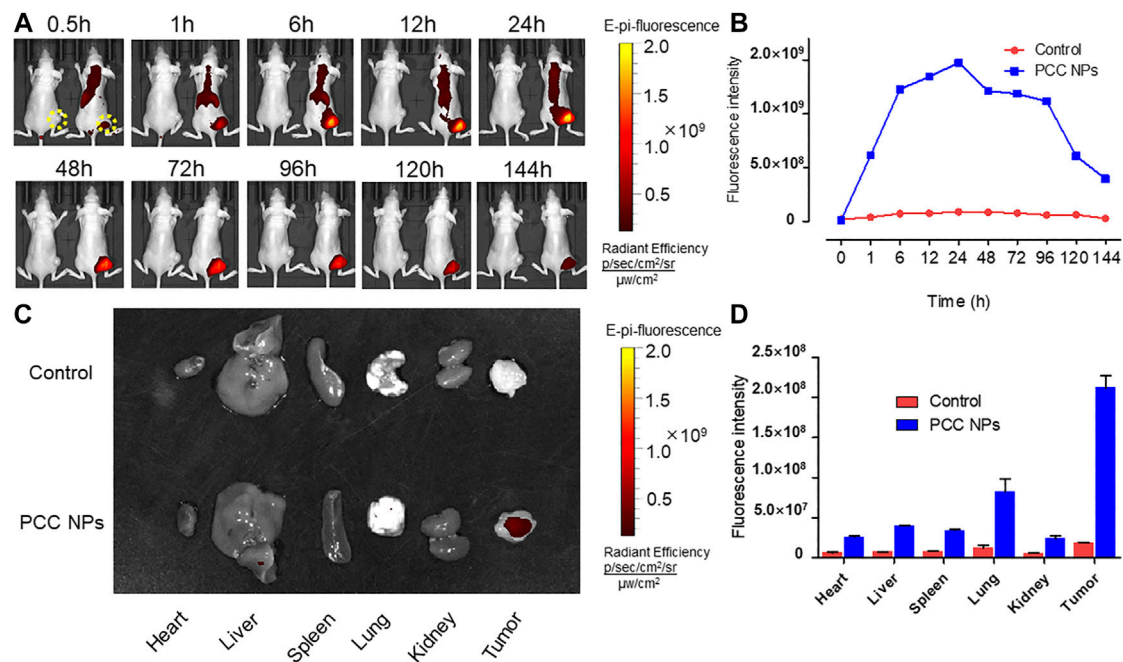 A
0.5h 1h 6h 12h 24h
48h 72h 96h 120h 144h
E-pi-fluorescence
2.0
1.5
1.0
×10⁹
0.5
Radiant Efficiency
p/sec/cm²/sr
μw/cm²
B
Control
PCC NPs
Fluorescence intensity
2.0×10⁹
1.0×10⁹
5.0×10⁸
0
0 1 6 12 24 48 72 96 120 144
Time (h)
C
Control
PCC NPs
Heart Liver Spleen Lung Kidney Tumor
E-pi-fluorescence
2.0
1.5
1.0
×10⁹
0.5
Radiant Efficiency
p/sec/cm²/sr
μw/cm²
D
Control
PCC NPs
Fluorescence intensity
2.5×10⁸
2.0×10⁸
1.5×10⁸
1.0×10⁸
5.0×10⁷
0
Heart Liver Spleen Lung Kidney Tumor